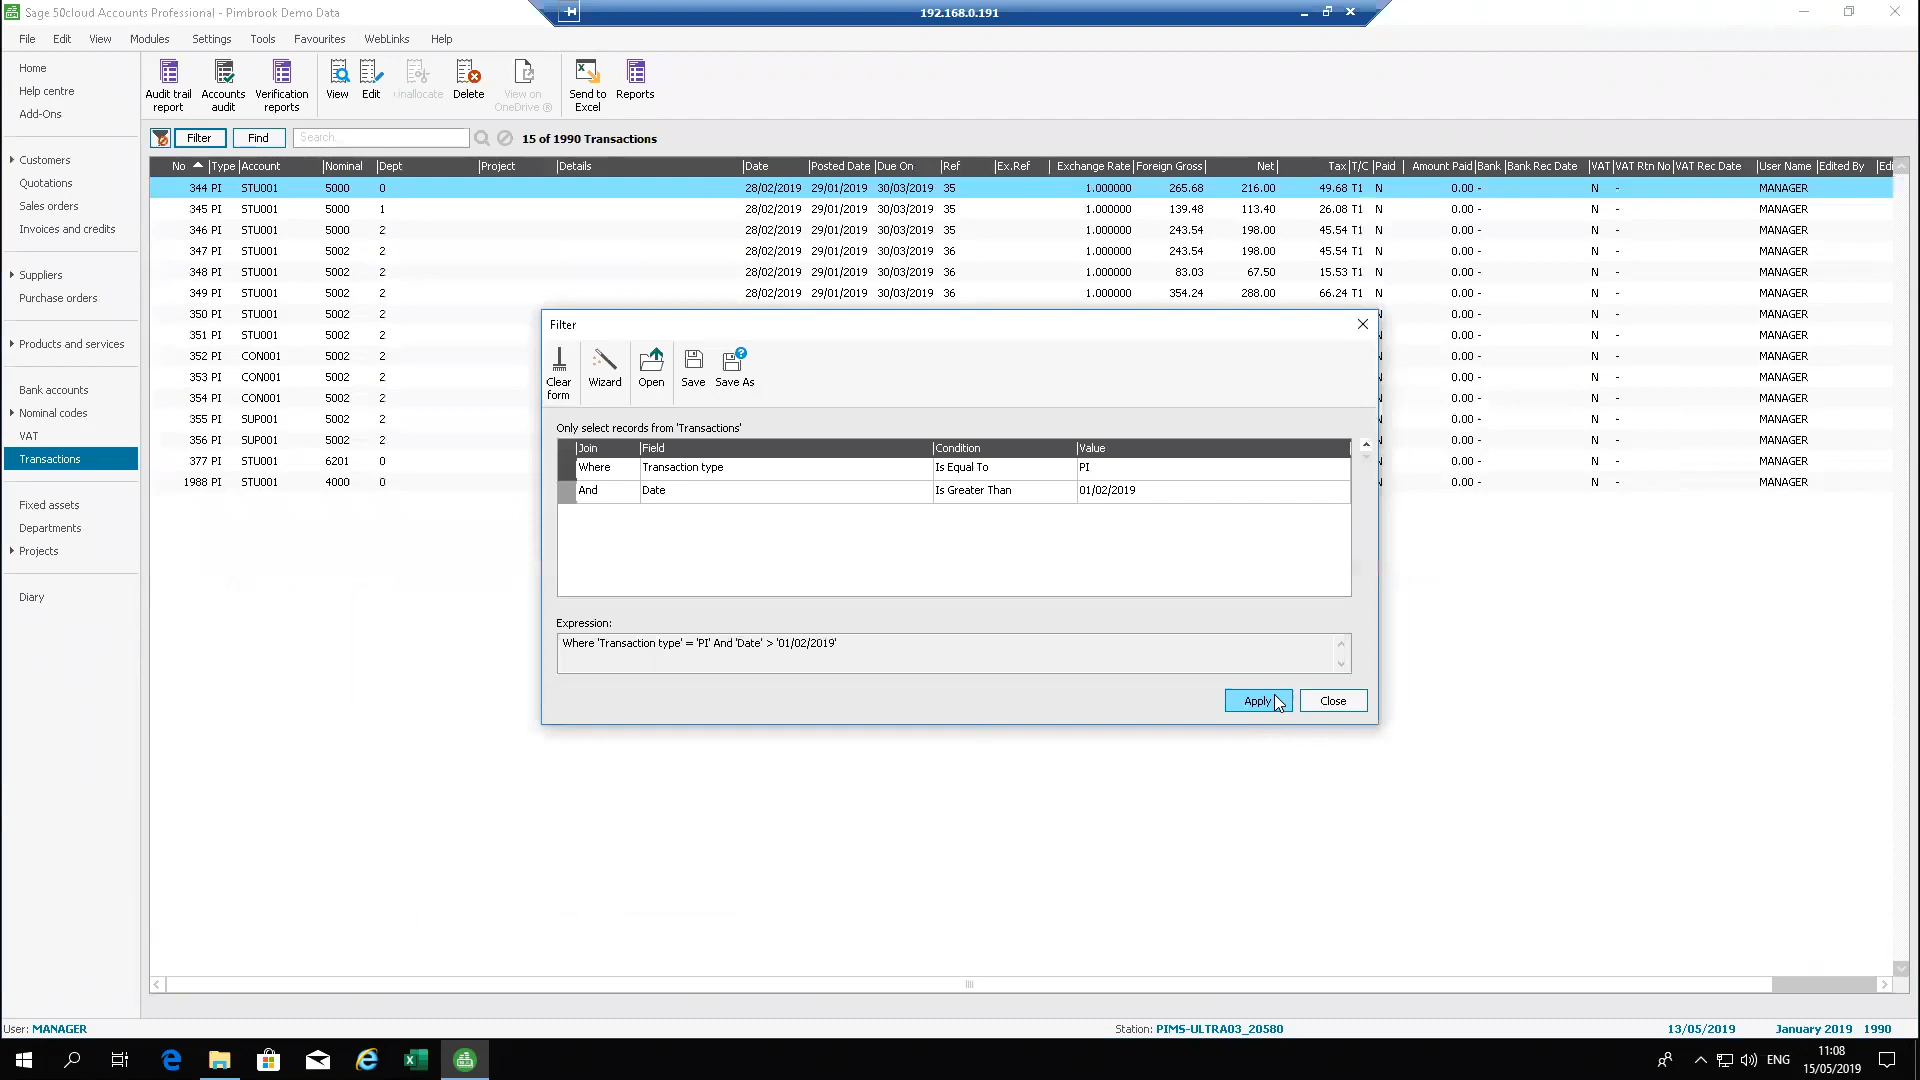 Sage 50cloud Accounts Professional - Pimbrook Demo Data
192.168.0.191
File Edit View Modules Settings Tools Favourites WebLinks Help
Home
Help centre
Add-Ons
Customers
Quotations
Sales orders
Invoices and credits
Suppliers
Purchase orders
Products and services
Bank accounts
Nominal codes
VAT
Transactions
Fixed assets
Departments
Projects
Diary
Audit trail report
Accounts audit
Verification reports
View
Edit
Unallocate
Delete
View on OneDrive ®
Send to Excel
Reports
Filter Find Search... 15 of 1990 Transactions
No Type Account Nominal Dept Project Details Date Posted Date Due On Ref Ex.Ref Exchange Rate Foreign Gross Net Tax T/C Paid Amount Paid Bank Bank Rec Date VAT VAT Rtn No VAT Rec Date User Name Edited By Edi
344 PI STU001 5000 0 28/02/2019 29/01/2019 30/03/2019 35 1.000000 265.68 216.00 49.68 T1 N 0.00 - N - MANAGER
345 PI STU001 5000 1 28/02/2019 29/01/2019 30/03/2019 35 1.000000 139.48 113.40 26.08 T1 N 0.00 - N - MANAGER
346 PI STU001 5000 2 28/02/2019 29/01/2019 30/03/2019 35 1.000000 243.54 198.00 45.54 T1 N 0.00 - N - MANAGER
347 PI STU001 5002 2 28/02/2019 29/01/2019 30/03/2019 36 1.000000 243.54 198.00 45.54 T1 N 0.00 - N - MANAGER
348 PI STU001 5002 2 28/02/2019 29/01/2019 30/03/2019 36 1.000000 83.03 67.50 15.53 T1 N 0.00 - N - MANAGER
349 PI STU001 5002 2 28/02/2019 29/01/2019 30/03/2019 36 1.000000 354.24 288.00 66.24 T1 N 0.00 - N - MANAGER
350 PI STU001 5002 2 N 0.00 - N - MANAGER
351 PI STU001 5002 2 N 0.00 - N - MANAGER
352 PI CON001 5002 2 N 0.00 - N - MANAGER
353 PI CON001 5002 2 N 0.00 - N - MANAGER
354 PI CON001 5002 2 N 0.00 - N - MANAGER
355 PI SUP001 5002 2 N 0.00 - N - MANAGER
356 PI SUP001 5002 2 N 0.00 - N - MANAGER
377 PI STU001 6201 0 N 0.00 - N - MANAGER
1988 PI STU001 4000 0 N 0.00 - N - MANAGER
Filter
Clear form
Wizard
Open
Save
Save As
Only select records from 'Transactions'
Join Field Condition Value
Where Transaction type Is Equal To PI
And Date Is Greater Than 01/02/2019
Expression:
Where 'Transaction type' = 'PI' And 'Date' > '01/02/2019'
Apply Close
User: MANAGER Station: PIMS-ULTRA03_20580 13/05/2019 January 2019 1990
ENG
11:08
15/05/2019